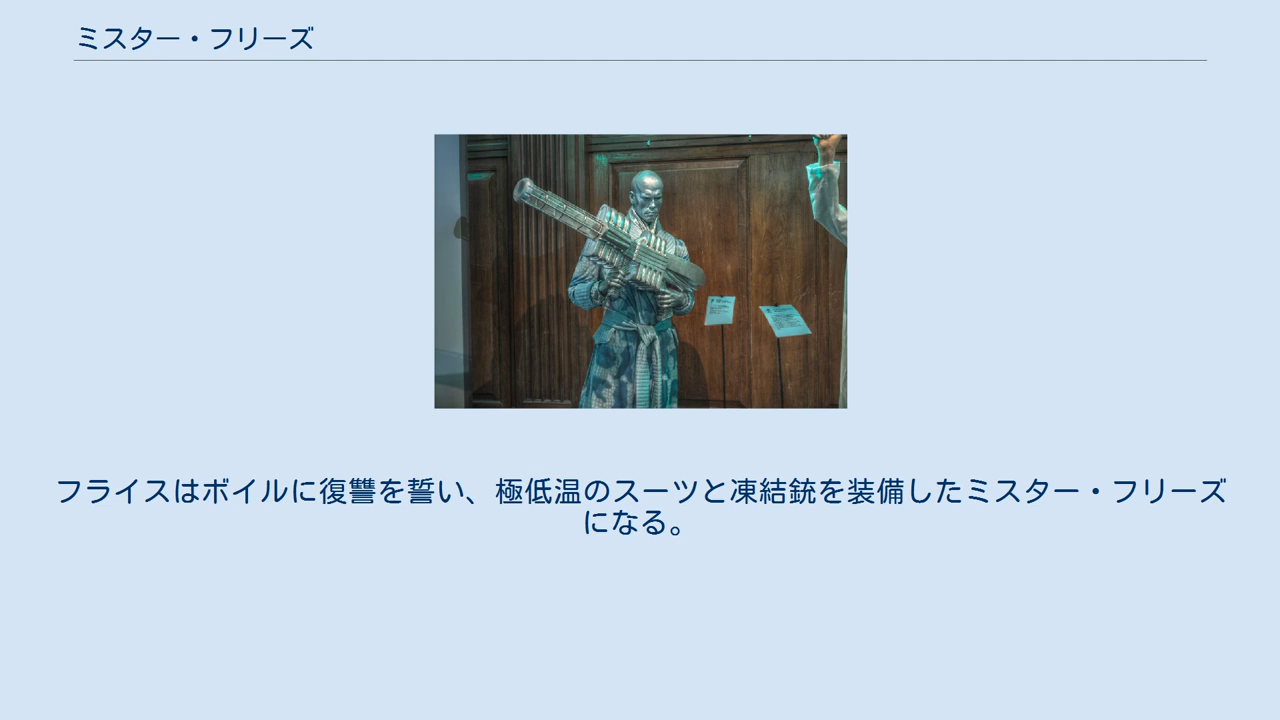 ミスター・フリーズ
フライスはボイルに復讐を誓い、極低温のスーツと凍結銃を装備したミスター・フリーズ
になる。